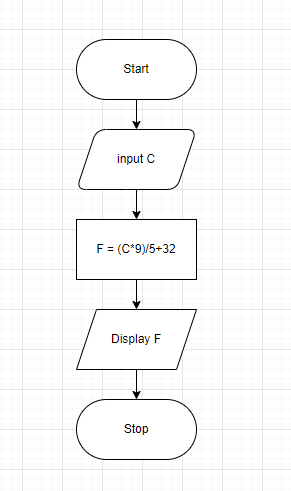 Start
input C
F = (C*9)/5+32
Display F
Stop